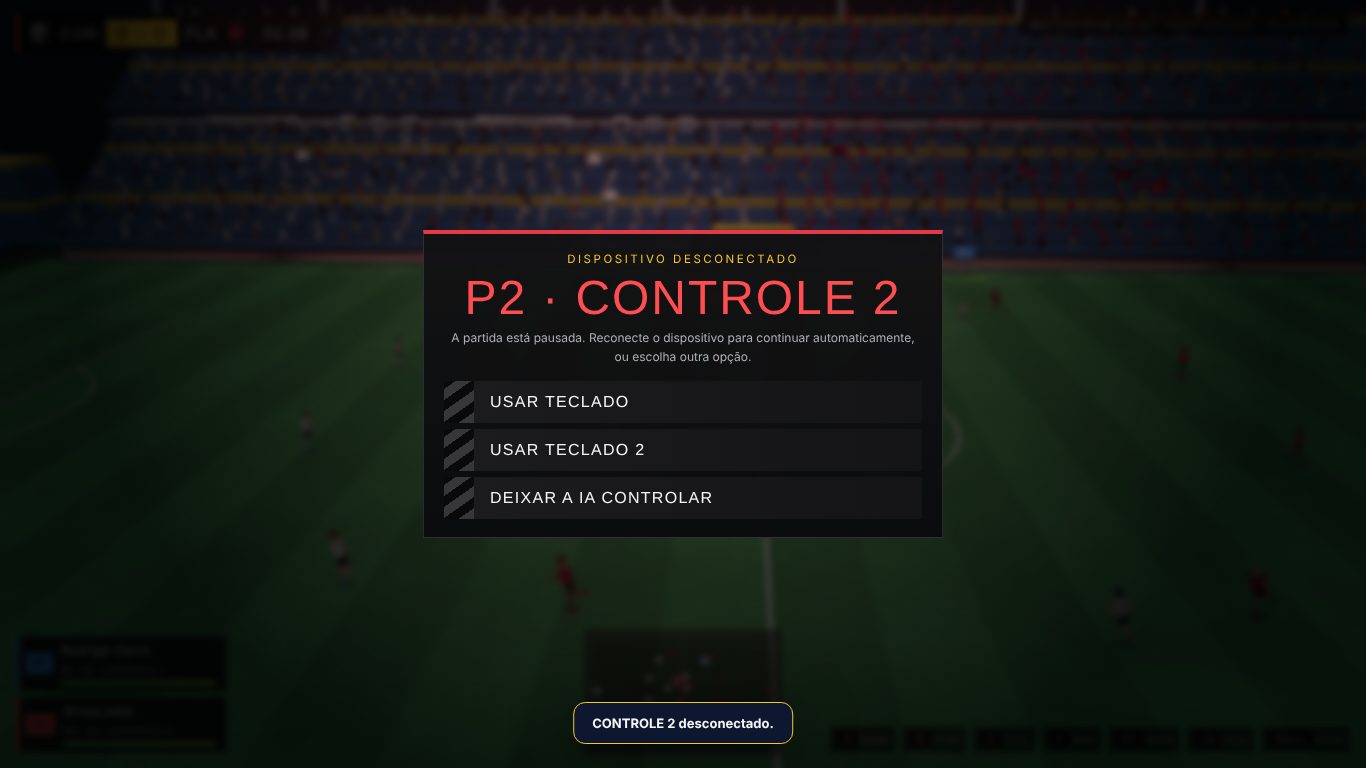 DISPOSITIVO DESCONECTADO
P2 · CONTROLE 2
A partida está pausada. Reconecte o dispositivo para continuar automaticamente,
ou escolha outra opção.
USAR TECLADO
USAR TECLADO 2
DEIXAR A IA CONTROLAR
CONTROLE 2 desconectado.